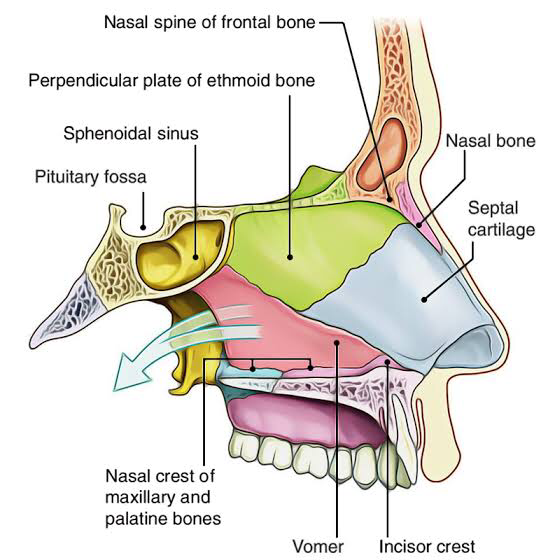 Nasal spine of frontal bone
Perpendicular plate of ethmoid bone
Sphenoidal sinus
Nasal bone
Pituitary fossa
Septal
cartilage
Nasal crest of
maxillary and
palatine bones
Vomer
Incisor crest